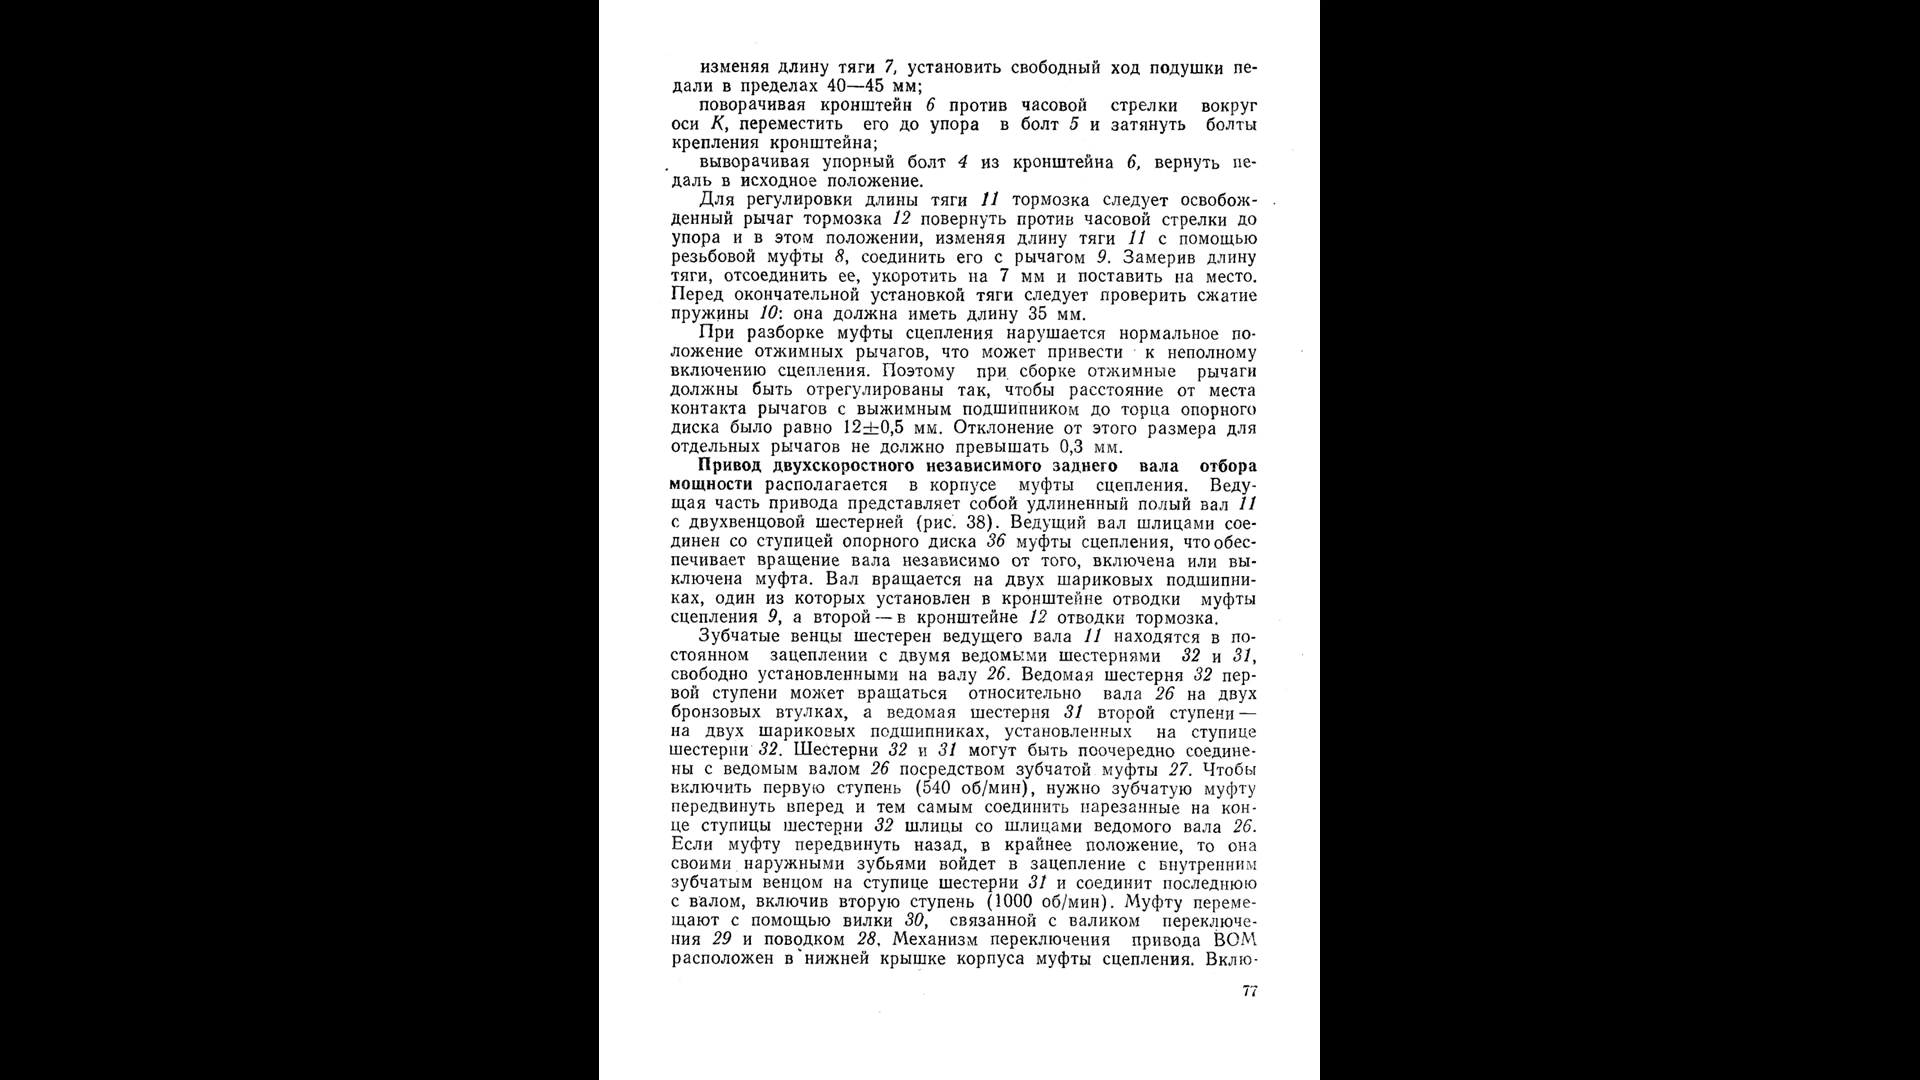 изменяя длину тяги 7, установить свободный ход подушки пе-
дали в пределах 40—45 мм;
поворачивая кронштейн 6 против часовой стрелки вокруг
оси К, переместить его до упора в болт 5 и затянуть болты
крепления кронштейна;
выворачивая упорный болт 4 из кронштейна 6, вернуть пе-
даль в исходное положение.
Для регулировки длины тяги 11 тормозка следует освобож-
денный рычаг тормозка 12 повернуть против часовой стрелки до
упора и в этом положении, изменяя длину тяги 11 с помощью
резьбовой муфты 8, соединить его с рычагом 9. Замерив длину
тяги, отсоединить ее, укоротить на 7 мм и поставить на место.
Перед окончательной установкой тяги следует проверить сжатие
пружины 10: она должна иметь длину 35 мм.
При разборке муфты сцепления нарушается нормальное по-
ложение отжимных рычагов, что может привести к неполному
включению сцепления. Поэтому при сборке отжимные рычаги
должны быть отрегулированы так, чтобы расстояние от места
контакта рычагов с выжимным подшипником до торца опорного
диска было равно 12±0,5 мм. Отклонение от этого размера для
отдельных рычагов не должно превышать 0,3 мм.
Привод двухскоростного независимого заднего вала отбора
мощности располагается в корпусе муфты сцепления. Веду-
щая часть привода представляет собой удлиненный полый вал 11
с двухвенцовой шестерней (рис. 38). Ведущий вал шлицами сое-
динен со ступицей опорного диска 36 муфты сцепления, что обес-
печивает вращение вала независимо от того, включена или вы-
ключена муфта. Вал вращается на двух шариковых подшипни-
ках, один из которых установлен в кронштейне отводки муфты
сцепления 9, а второй — в кронштейне 12 отводки тормозка.
Зубчатые венцы шестерен ведущего вала 11 находятся в по-
стоянном зацеплении с двумя ведомыми шестернями 32 и 31,
свободно установленными на валу 26. Ведомая шестерня 32 пер-
вой ступени может вращаться относительно вала 26 на двух
бронзовых втулках, а ведомая шестерня 31 второй ступени —
на двух шариковых подшипниках, установленных на ступице
шестерни 32. Шестерни 32 и 31 могут быть поочередно соедине-
ны с ведомым валом 26 посредством зубчатой муфты 27. Чтобы
включить первую ступень (540 об/мин), нужно зубчатую муфту
передвинуть вперед и тем самым соединить нарезанные на кон-
це ступицы шестерни 32 шлицы со шлицами ведомого вала 26.
Если муфту передвинуть назад, в крайнее положение, то она
своими наружными зубьями войдет в зацепление с внутренним
зубчатым венцом на ступице шестерни 31 и соединит последнюю
с валом, включив вторую ступень (1000 об/мин). Муфту переме-
щают с помощью вилки 30, связанной с валиком переключе-
ния 29 и поводком 28. Механизм переключения привода ВОМ
расположен в нижней крышке корпуса муфты сцепления. Вклю-
77